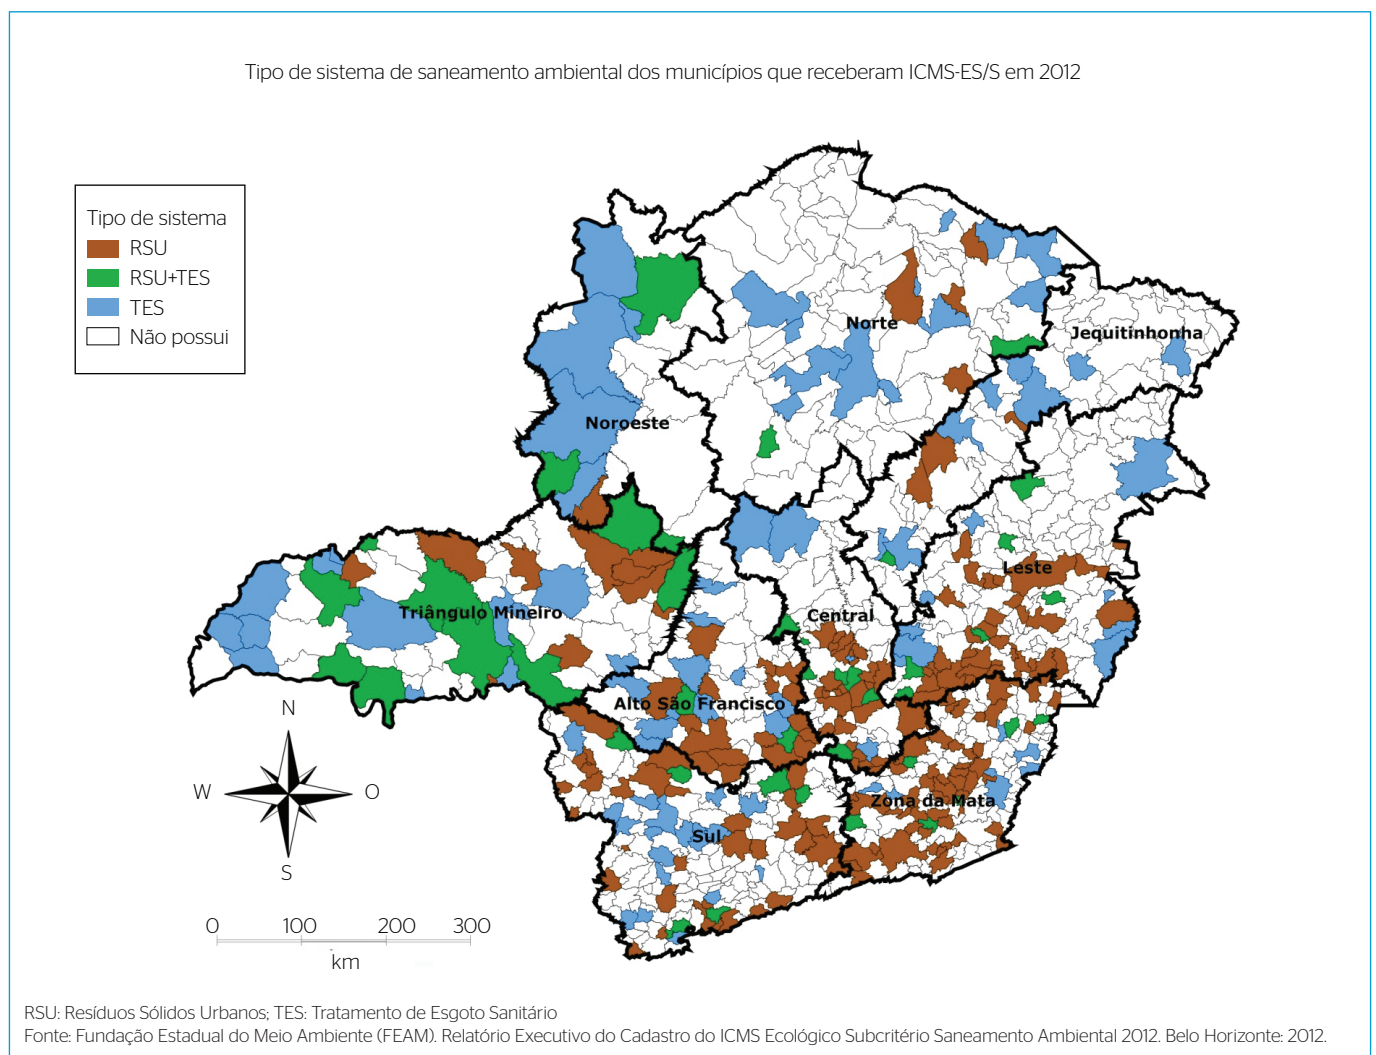 Tipo de sistema de saneamento ambiental dos municípios que receberam ICMS-ES/S em 2012
Tipo de sistema
RSU
RSU+TES
TES
Não possui
Norte
Jequitinhonha
Noroeste
Leste
Triângulo Mineiro
Central
Alto São Francisco
Zona da Mata
Sul
N
W
O
S
0 100 200 300
km
RSU: Resíduos Sólidos Urbanos; TES: Tratamento de Esgoto Sanitário
Fonte: Fundação Estadual do Meio Ambiente (FEAM). Relatório Executivo do Cadastro do ICMS Ecológico Subcritério Saneamento Ambiental 2012. Belo Horizonte: 2012.